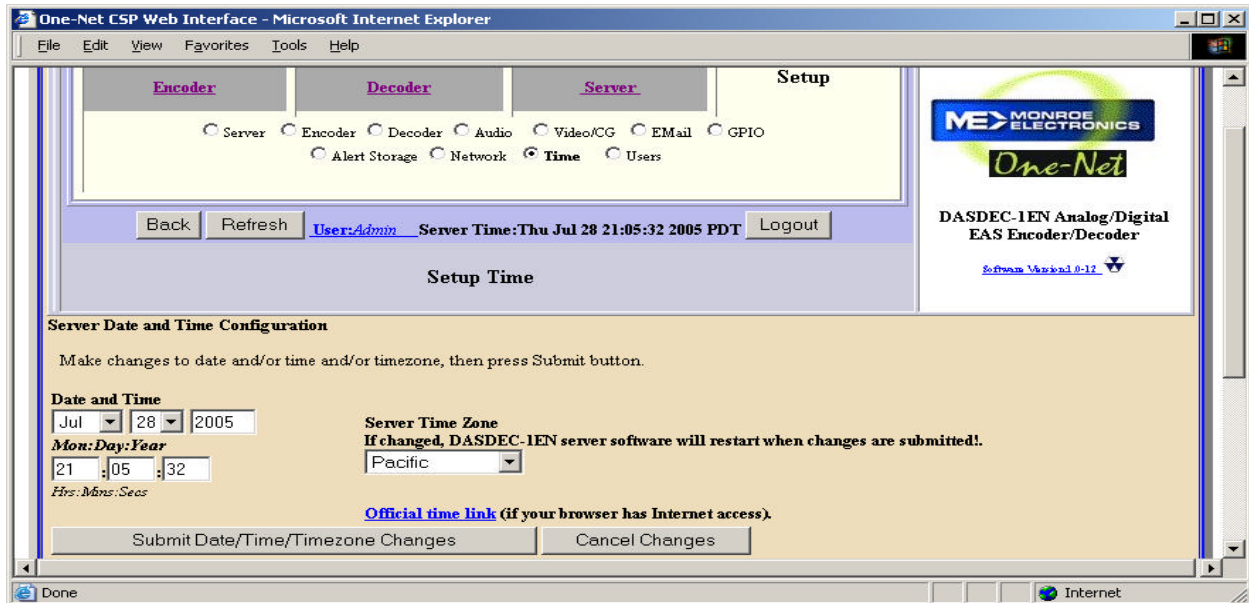 One-Net CSP Web Interface - Microsoft Internet Explorer
File Edit View Favorites Tools Help
Encoder Decoder Server Setup
Server Encoder Decoder Audio Video/CG EMail GPIO
Alert Storage Network Time Users
Back Refresh User:Admin Server Time:Thu Jul 28 21:05:32 2005 PDT Logout
Setup Time
ME MONROE ELECTRONICS
One-Net
DASDEC-1EN Analog/Digital
EAS Encoder/Decoder
Software Version:1.0-12
Server Date and Time Configuration
Make changes to date and/or time and/or timezone, then press Submit button.
Date and Time
Jul 28 2005
Mon:Day:Year
21 :05 :32
Hrs:Mins:Secs
Server Time Zone
If changed, DASDEC-1EN server software will restart when changes are submitted!.
Pacific
Official time link (if your browser has Internet access).
Submit Date/Time/Timezone Changes Cancel Changes
Done Internet